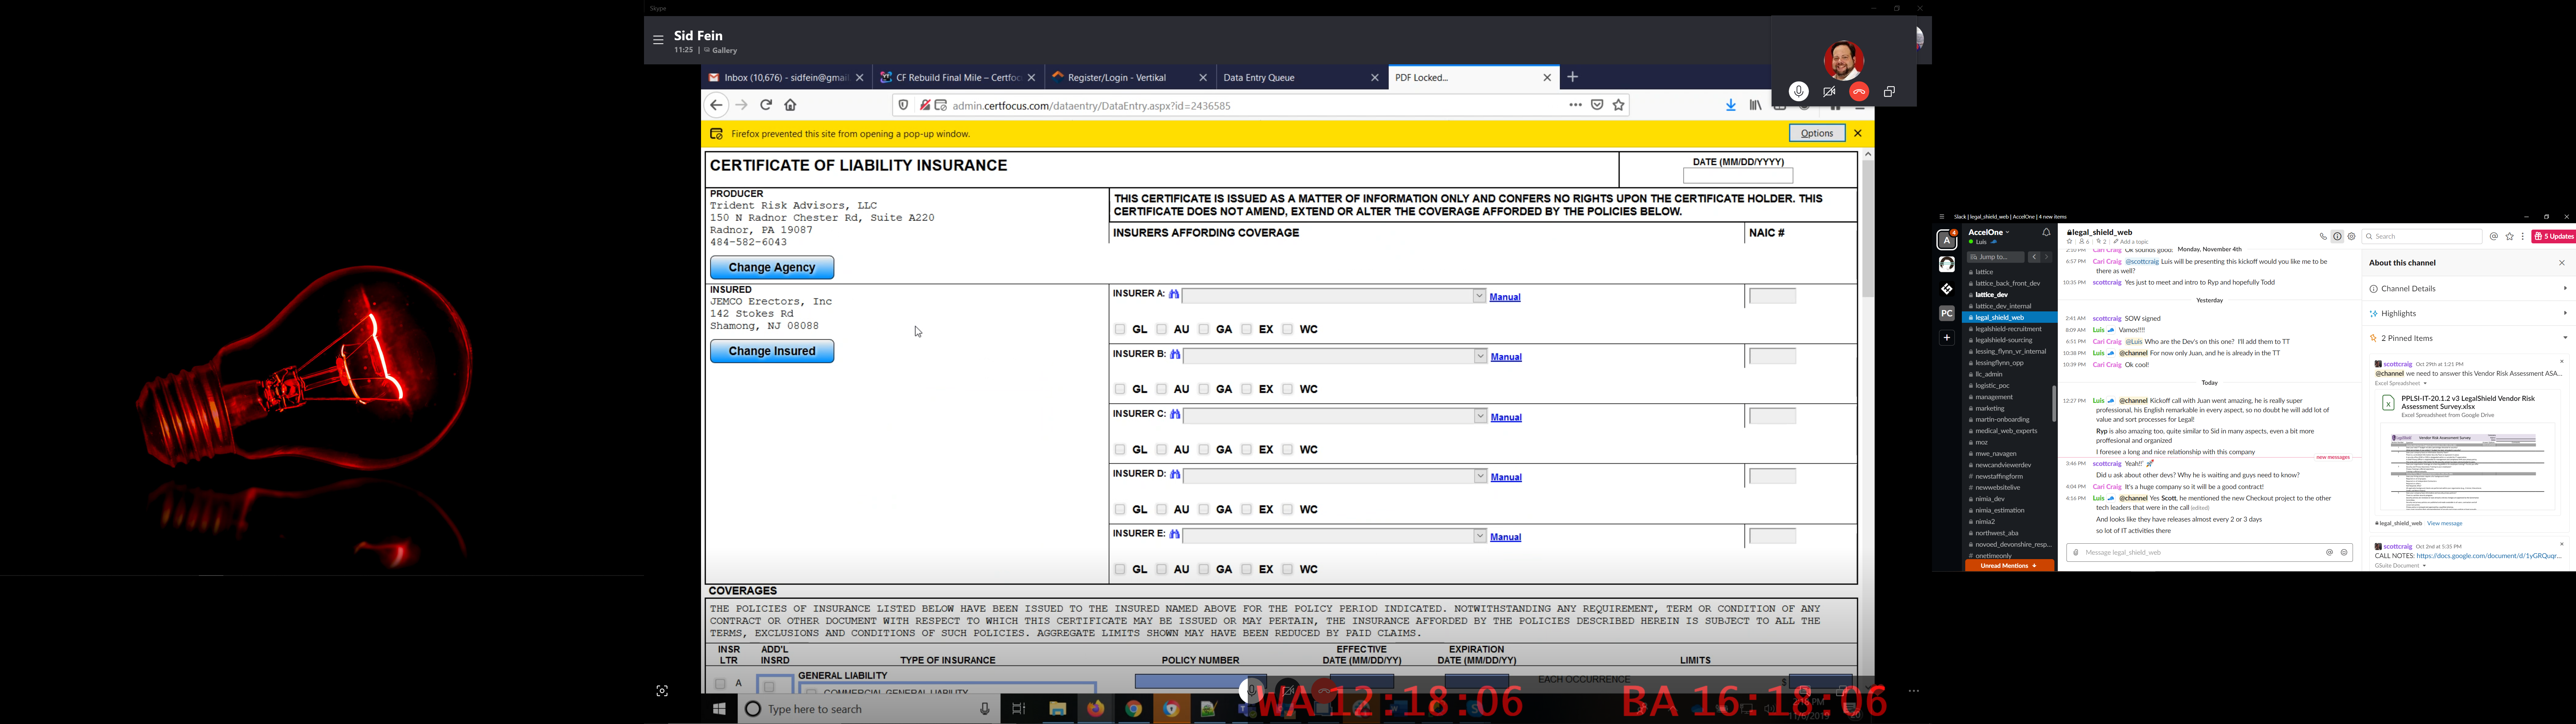 Skype
Sid Fein
11:25 | Gallery
Inbox (10,676) - sidfein@gmail
CF Rebuild Final Mile – Certfoc
Register/Login - Vertikal
Data Entry Queue
PDF Locked...
admin.certfocus.com/dataentry/DataEntry.aspx?id=2436585
Firefox prevented this site from opening a pop-up window.
Options
CERTIFICATE OF LIABILITY INSURANCE
DATE (MM/DD/YYYY)
PRODUCER
Trident Risk Advisors, LLC
150 N Radnor Chester Rd, Suite A220
Radnor, PA 19087
484-582-6043
Change Agency
THIS CERTIFICATE IS ISSUED AS A MATTER OF INFORMATION ONLY AND CONFERS NO RIGHTS UPON THE CERTIFICATE HOLDER. THIS
CERTIFICATE DOES NOT AMEND, EXTEND OR ALTER THE COVERAGE AFFORDED BY THE POLICIES BELOW.
INSURERS AFFORDING COVERAGE
NAIC #
INSURED
JEMCO Erectors, Inc
142 Stokes Rd
Shamong, NJ 08088
Change Insured
INSURER A: Manual
GL AU GA EX WC
INSURER B: Manual
GL AU GA EX WC
INSURER C: Manual
GL AU GA EX WC
INSURER D: Manual
GL AU GA EX WC
INSURER E: Manual
GL AU GA EX WC
COVERAGES
THE POLICIES OF INSURANCE LISTED BELOW HAVE BEEN ISSUED TO THE INSURED NAMED ABOVE FOR THE POLICY PERIOD INDICATED. NOTWITHSTANDING ANY REQUIREMENT, TERM OR CONDITION OF ANY
CONTRACT OR OTHER DOCUMENT WITH RESPECT TO WHICH THIS CERTIFICATE MAY BE ISSUED OR MAY PERTAIN, THE INSURANCE AFFORDED BY THE POLICIES DESCRIBED HEREIN IS SUBJECT TO ALL THE
TERMS, EXCLUSIONS AND CONDITIONS OF SUCH POLICIES. AGGREGATE LIMITS SHOWN MAY HAVE BEEN REDUCED BY PAID CLAIMS.
INSR LTR
ADD'L INSRD
TYPE OF INSURANCE
POLICY NUMBER
EFFECTIVE DATE (MM/DD/YY)
EXPIRATION DATE (MM/DD/YY)
LIMITS
A
GENERAL LIABILITY
COMMERCIAL GENERAL LIABILITY
EACH OCCURRENCE
$
Type here to search
WA 12:18:06
BA 16:18:06
Slack | legal_shield_web | AccelOne | 4 new items
AccelOne
Luis
Jump to...
lattice
lattice_back_front_dev
lattice_dev
lattice_dev_internal
legal_shield_web
legalshield-recruitment
legalshield-sourcing
lessing_flynn_vr_internal
lessingflynn_opp
llc_admin
logistic_poc
management
marketing
martin-onboarding
medical_web_experts
moz
mwe_navagen
newcandviewerdev
# newstaffingform
# newwebsitelive
nimia_dev
nimia_estimation
nimia2
northwest_aba
novoed_devonshire_resp...
# onetimeonly
Unread Mentions
legal_shield_web
6 | 2 | Add a topic
Search
5 Updates
2:10 PM Cari Craig Ok sounds good.
Monday, November 4th
6:57 PM Cari Craig @scottcraig Luis will be presenting this kickoff would you like me to be
there as well?
10:35 PM scottcraig Yes just to meet and intro to Ryp and hopefully Todd
Yesterday
2:41 AM scottcraig SOW signed
8:09 AM Luis Vamos!!!!
6:51 PM Cari Craig @Luis Who are the Dev's on this one? I'll add them to TT
10:38 PM Luis @channel For now only Juan, and he is already in the TT
10:39 PM Cari Craig Ok cool!
Today
12:27 PM Luis @channel Kickoff call with Juan went amazing, he is really super
professional, his English remarkable in every aspect, so no doubt he will add lot of
value and sort processes for Legal!
Ryp is also amazing too, quite similar to Sid in many aspects, even a bit more
proffesional and organized
I foresee a long and nice relationship with this company
new messages
3:46 PM scottcraig Yeah!!
Did u ask about other devs? Why he is waiting and guys need to know?
4:04 PM Cari Craig It's a huge company so it will be a good contract!
4:16 PM Luis @channel Yes Scott, he mentioned the new Checkout project to the other
tech leaders that were in the call (edited)
And looks like they have releases almost every 2 or 3 days
so lot of IT activities there
Message legal_shield_web
About this channel
Channel Details
Highlights
2 Pinned Items
scottcraig Oct 29th at 1:21 PM
@channel we need to answer this Vendor Risk Assessment ASA...
Excel Spreadsheet
PPLSI-IT-20.1.2 v3 LegalShield Vendor Risk
Assessment Survey.xlsx
Excel Spreadsheet from Google Drive
Vendor Risk Assessment Survey
legal_shield_web View message
scottcraig Oct 2nd at 5:35 PM
CALL NOTES: https://docs.google.com/document/d/1yGRQuqr...
GSuite Document